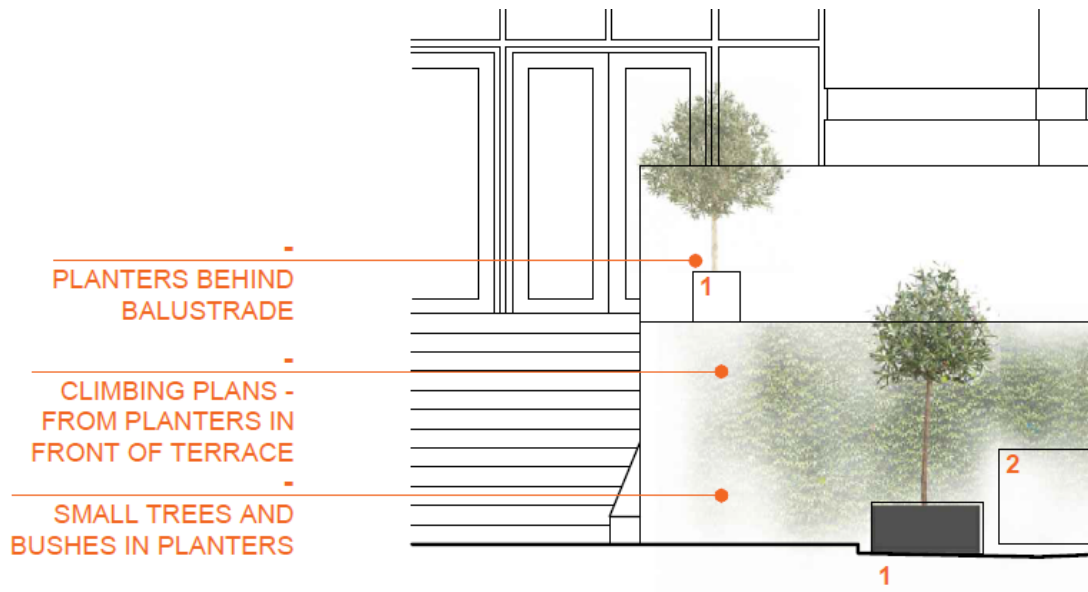 -
PLANTERS BEHIND
BALUSTRADE
1
-
CLIMBING PLANS -
FROM PLANTERS IN
FRONT OF TERRACE
2
-
SMALL TREES AND
BUSHES IN PLANTERS
1